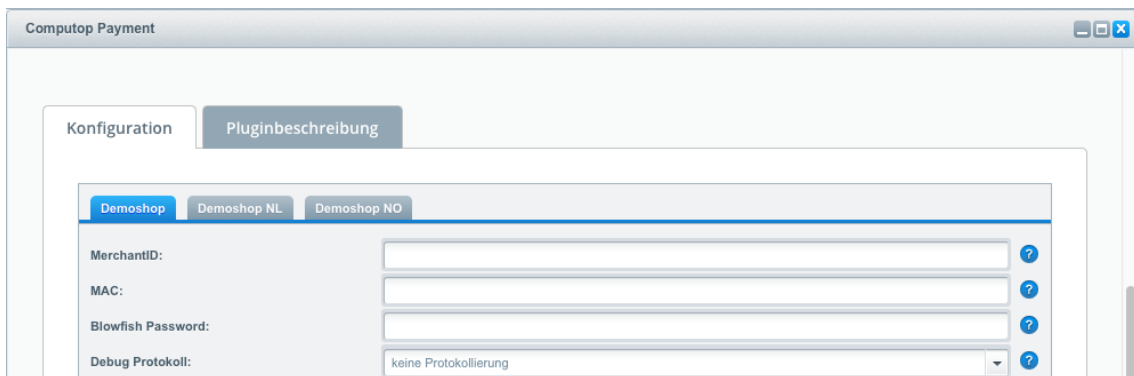 Computop Payment
Konfiguration Pluginbeschreibung
Demoshop Demoshop NL Demoshop NO
MerchantID: ?
MAC: ?
Blowfish Password: ?
Debug Protokoll: keine Protokollierung ?